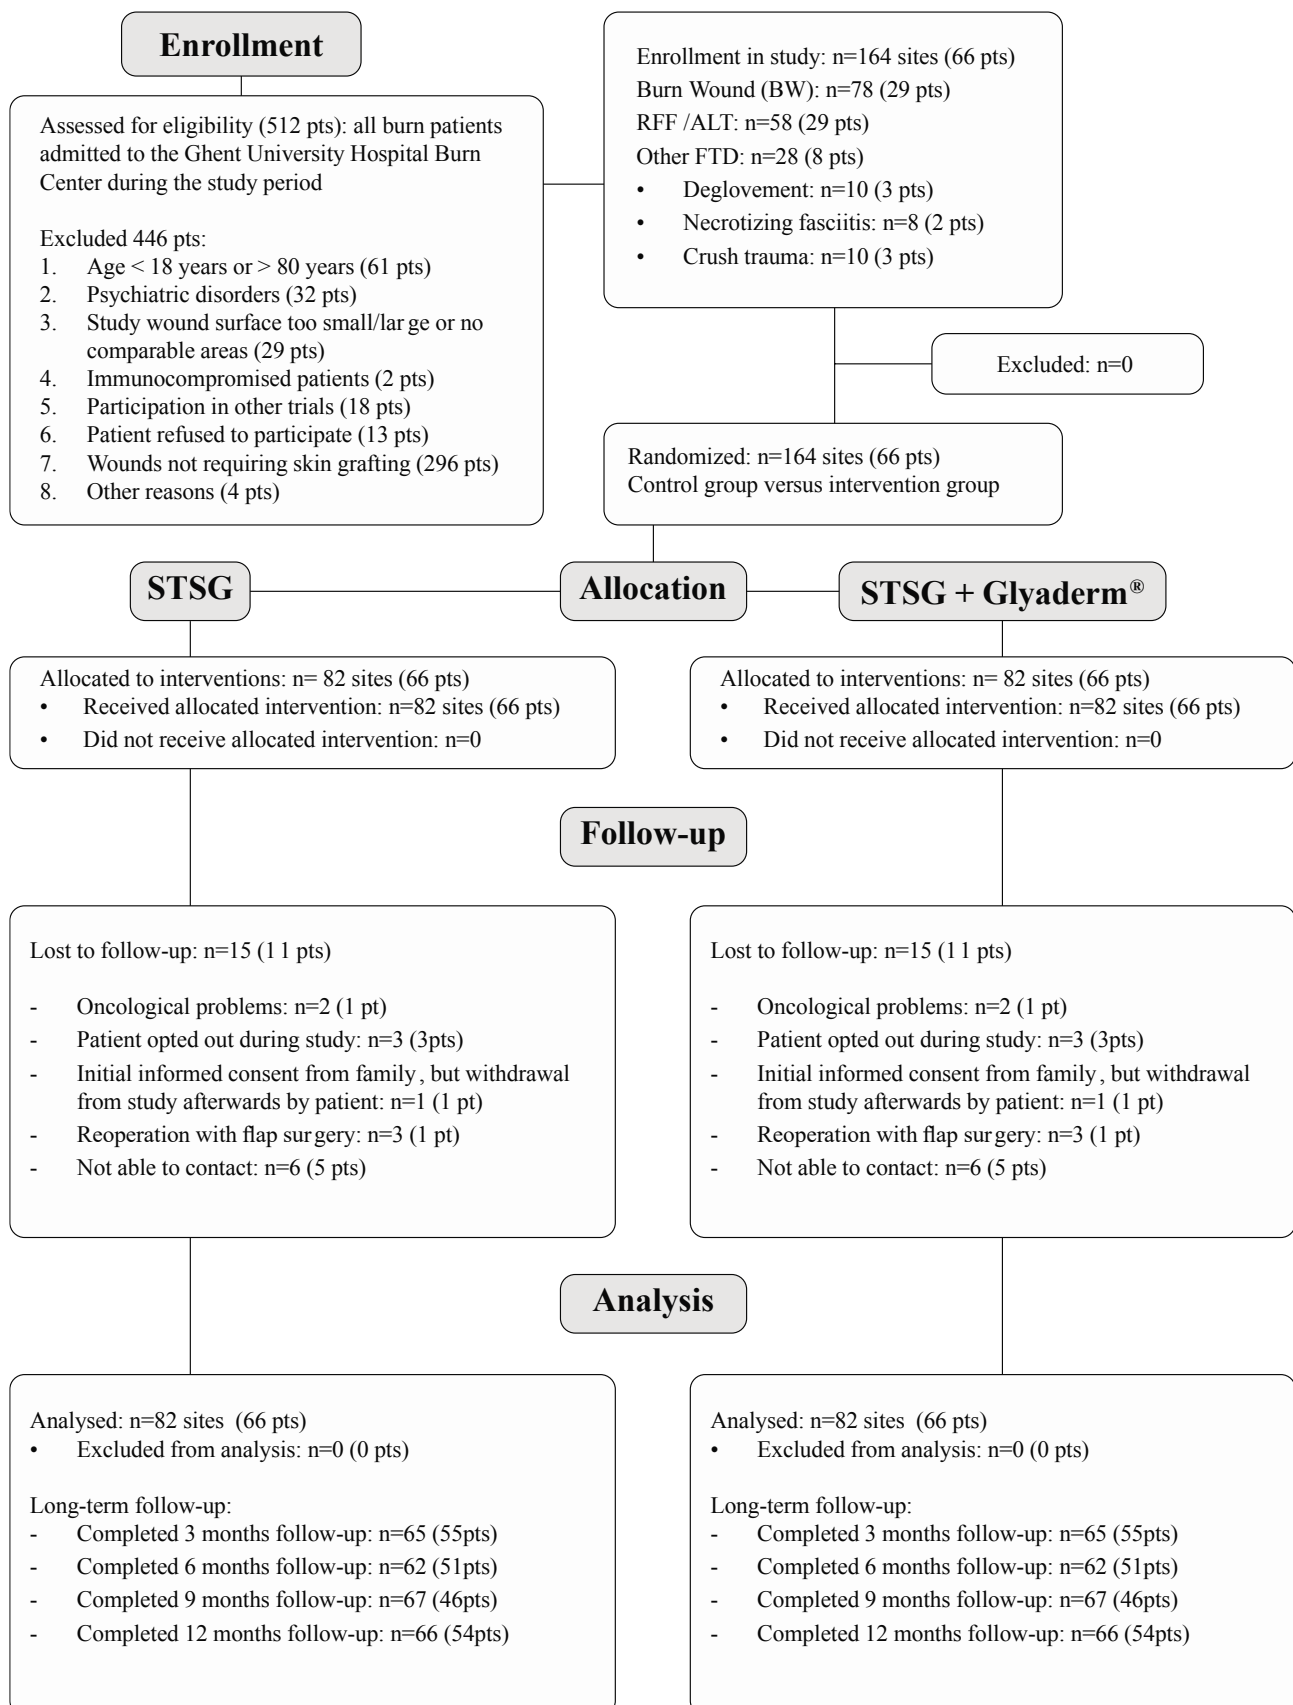 Enrollment
Assessed for eligibility (512 pts): all burn patients
admitted to the Ghent University Hospital Burn
Center during the study period
Excluded 446 pts:
1. Age < 18 years or > 80 years (61 pts)
2. Psychiatric disorders (32 pts)
3. Study wound surface too small/large or no
comparable areas (29 pts)
4. Immunocompromised patients (2 pts)
5. Participation in other trials (18 pts)
6. Patient refused to participate (13 pts)
7. Wounds not requiring skin grafting (296 pts)
8. Other reasons (4 pts)
Enrollment in study: n=164 sites (66 pts)
Burn Wound (BW): n=78 (29 pts)
RFF /ALT: n=58 (29 pts)
Other FTD: n=28 (8 pts)
• Deglovement: n=10 (3 pts)
• Necrotizing fasciitis: n=8 (2 pts)
• Crush trauma: n=10 (3 pts)
Excluded: n=0
Randomized: n=164 sites (66 pts)
Control group versus intervention group
STSG
Allocation
STSG + Glyaderm®
Allocated to interventions: n= 82 sites (66 pts)
• Received allocated intervention: n=82 sites (66 pts)
• Did not receive allocated intervention: n=0
Allocated to interventions: n= 82 sites (66 pts)
• Received allocated intervention: n=82 sites (66 pts)
• Did not receive allocated intervention: n=0
Follow-up
Lost to follow-up: n=15 (11 pts)
- Oncological problems: n=2 (1 pt)
- Patient opted out during study: n=3 (3pts)
- Initial informed consent from family, but withdrawal
from study afterwards by patient: n=1 (1 pt)
- Reoperation with flap surgery: n=3 (1 pt)
- Not able to contact: n=6 (5 pts)
Lost to follow-up: n=15 (11 pts)
- Oncological problems: n=2 (1 pt)
- Patient opted out during study: n=3 (3pts)
- Initial informed consent from family, but withdrawal
from study afterwards by patient: n=1 (1 pt)
- Reoperation with flap surgery: n=3 (1 pt)
- Not able to contact: n=6 (5 pts)
Analysis
Analysed: n=82 sites (66 pts)
• Excluded from analysis: n=0 (0 pts)
Long-term follow-up:
- Completed 3 months follow-up: n=65 (55pts)
- Completed 6 months follow-up: n=62 (51pts)
- Completed 9 months follow-up: n=67 (46pts)
- Completed 12 months follow-up: n=66 (54pts)
Analysed: n=82 sites (66 pts)
• Excluded from analysis: n=0 (0 pts)
Long-term follow-up:
- Completed 3 months follow-up: n=65 (55pts)
- Completed 6 months follow-up: n=62 (51pts)
- Completed 9 months follow-up: n=67 (46pts)
- Completed 12 months follow-up: n=66 (54pts)